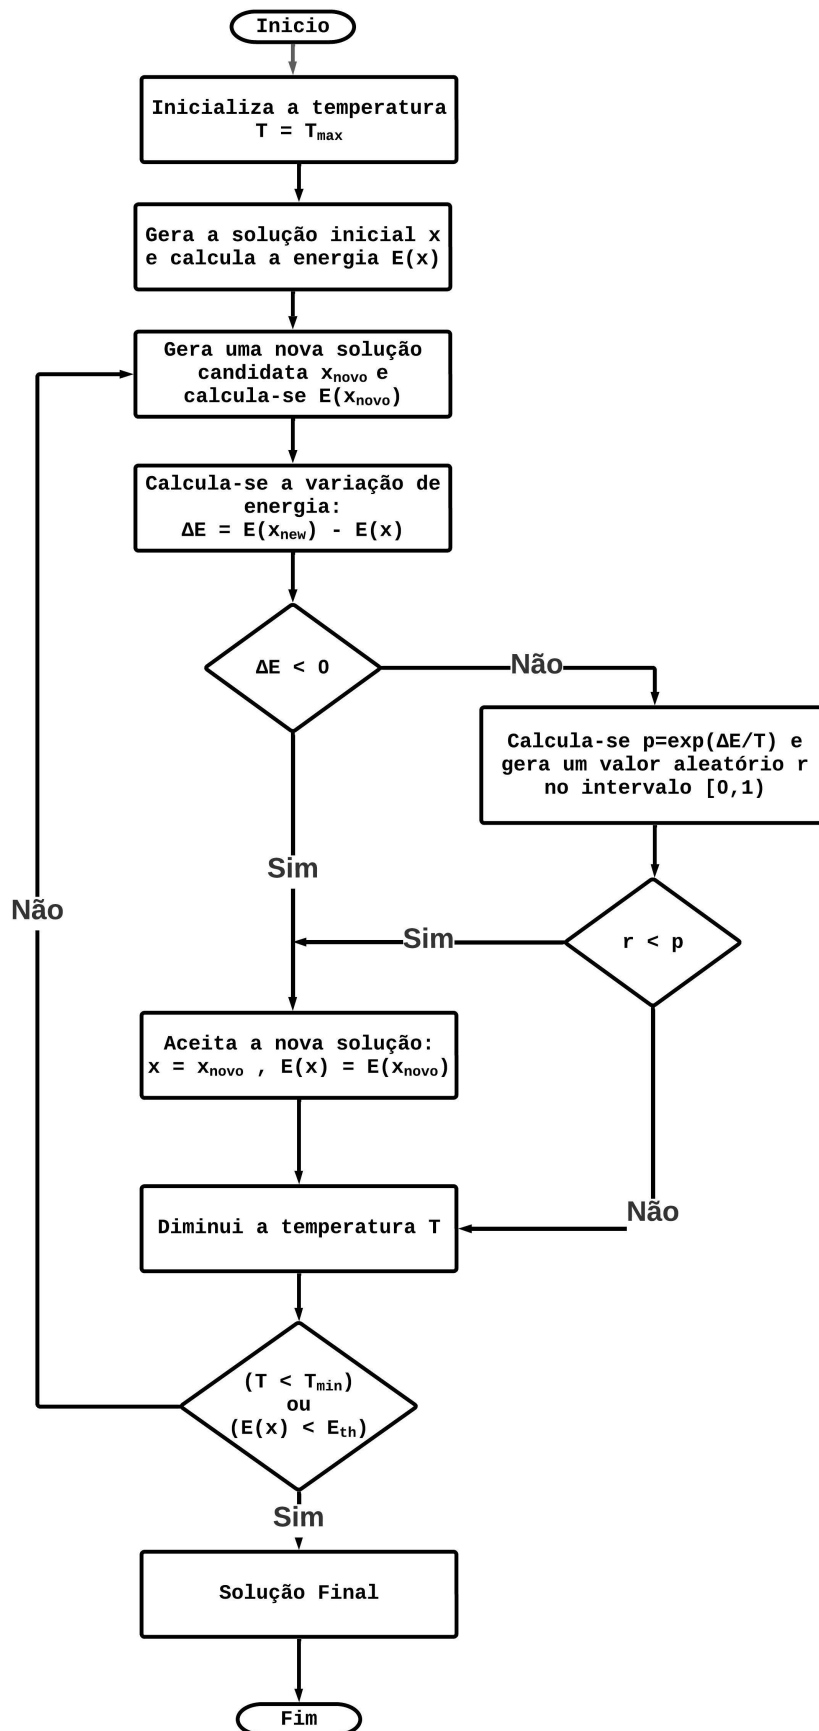 Inicio
Inicializa a temperatura
T = Tmax
Gera a solução inicial x
e calcula a energia E(x)
Gera uma nova solução
candidata xnovo e
calcula-se E(xnovo)
Calcula-se a variação de
energia:
ΔE = E(xnew) - E(x)
ΔE < 0
Não
Calcula-se p=exp(ΔE/T) e
gera um valor aleatório r
no intervalo [0,1)
Sim
Não
Sim
r < p
Aceita a nova solução:
x = xnovo , E(x) = E(xnovo)
Não
Diminui a temperatura T
(T < Tmin)
ou
(E(x) < Eth)
Sim
Solução Final
Fim